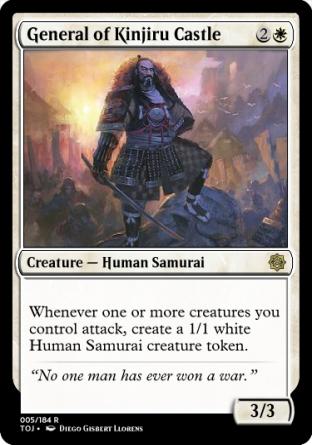 General of Kinjiru Castle 2
Creature — Human Samurai
Whenever one or more creatures you
control attack, create a 1/1 white
Human Samurai creature token.
“No one man has ever won a war.”
3/3
005/184 R
TOJ • Diego Gisbert Llorens